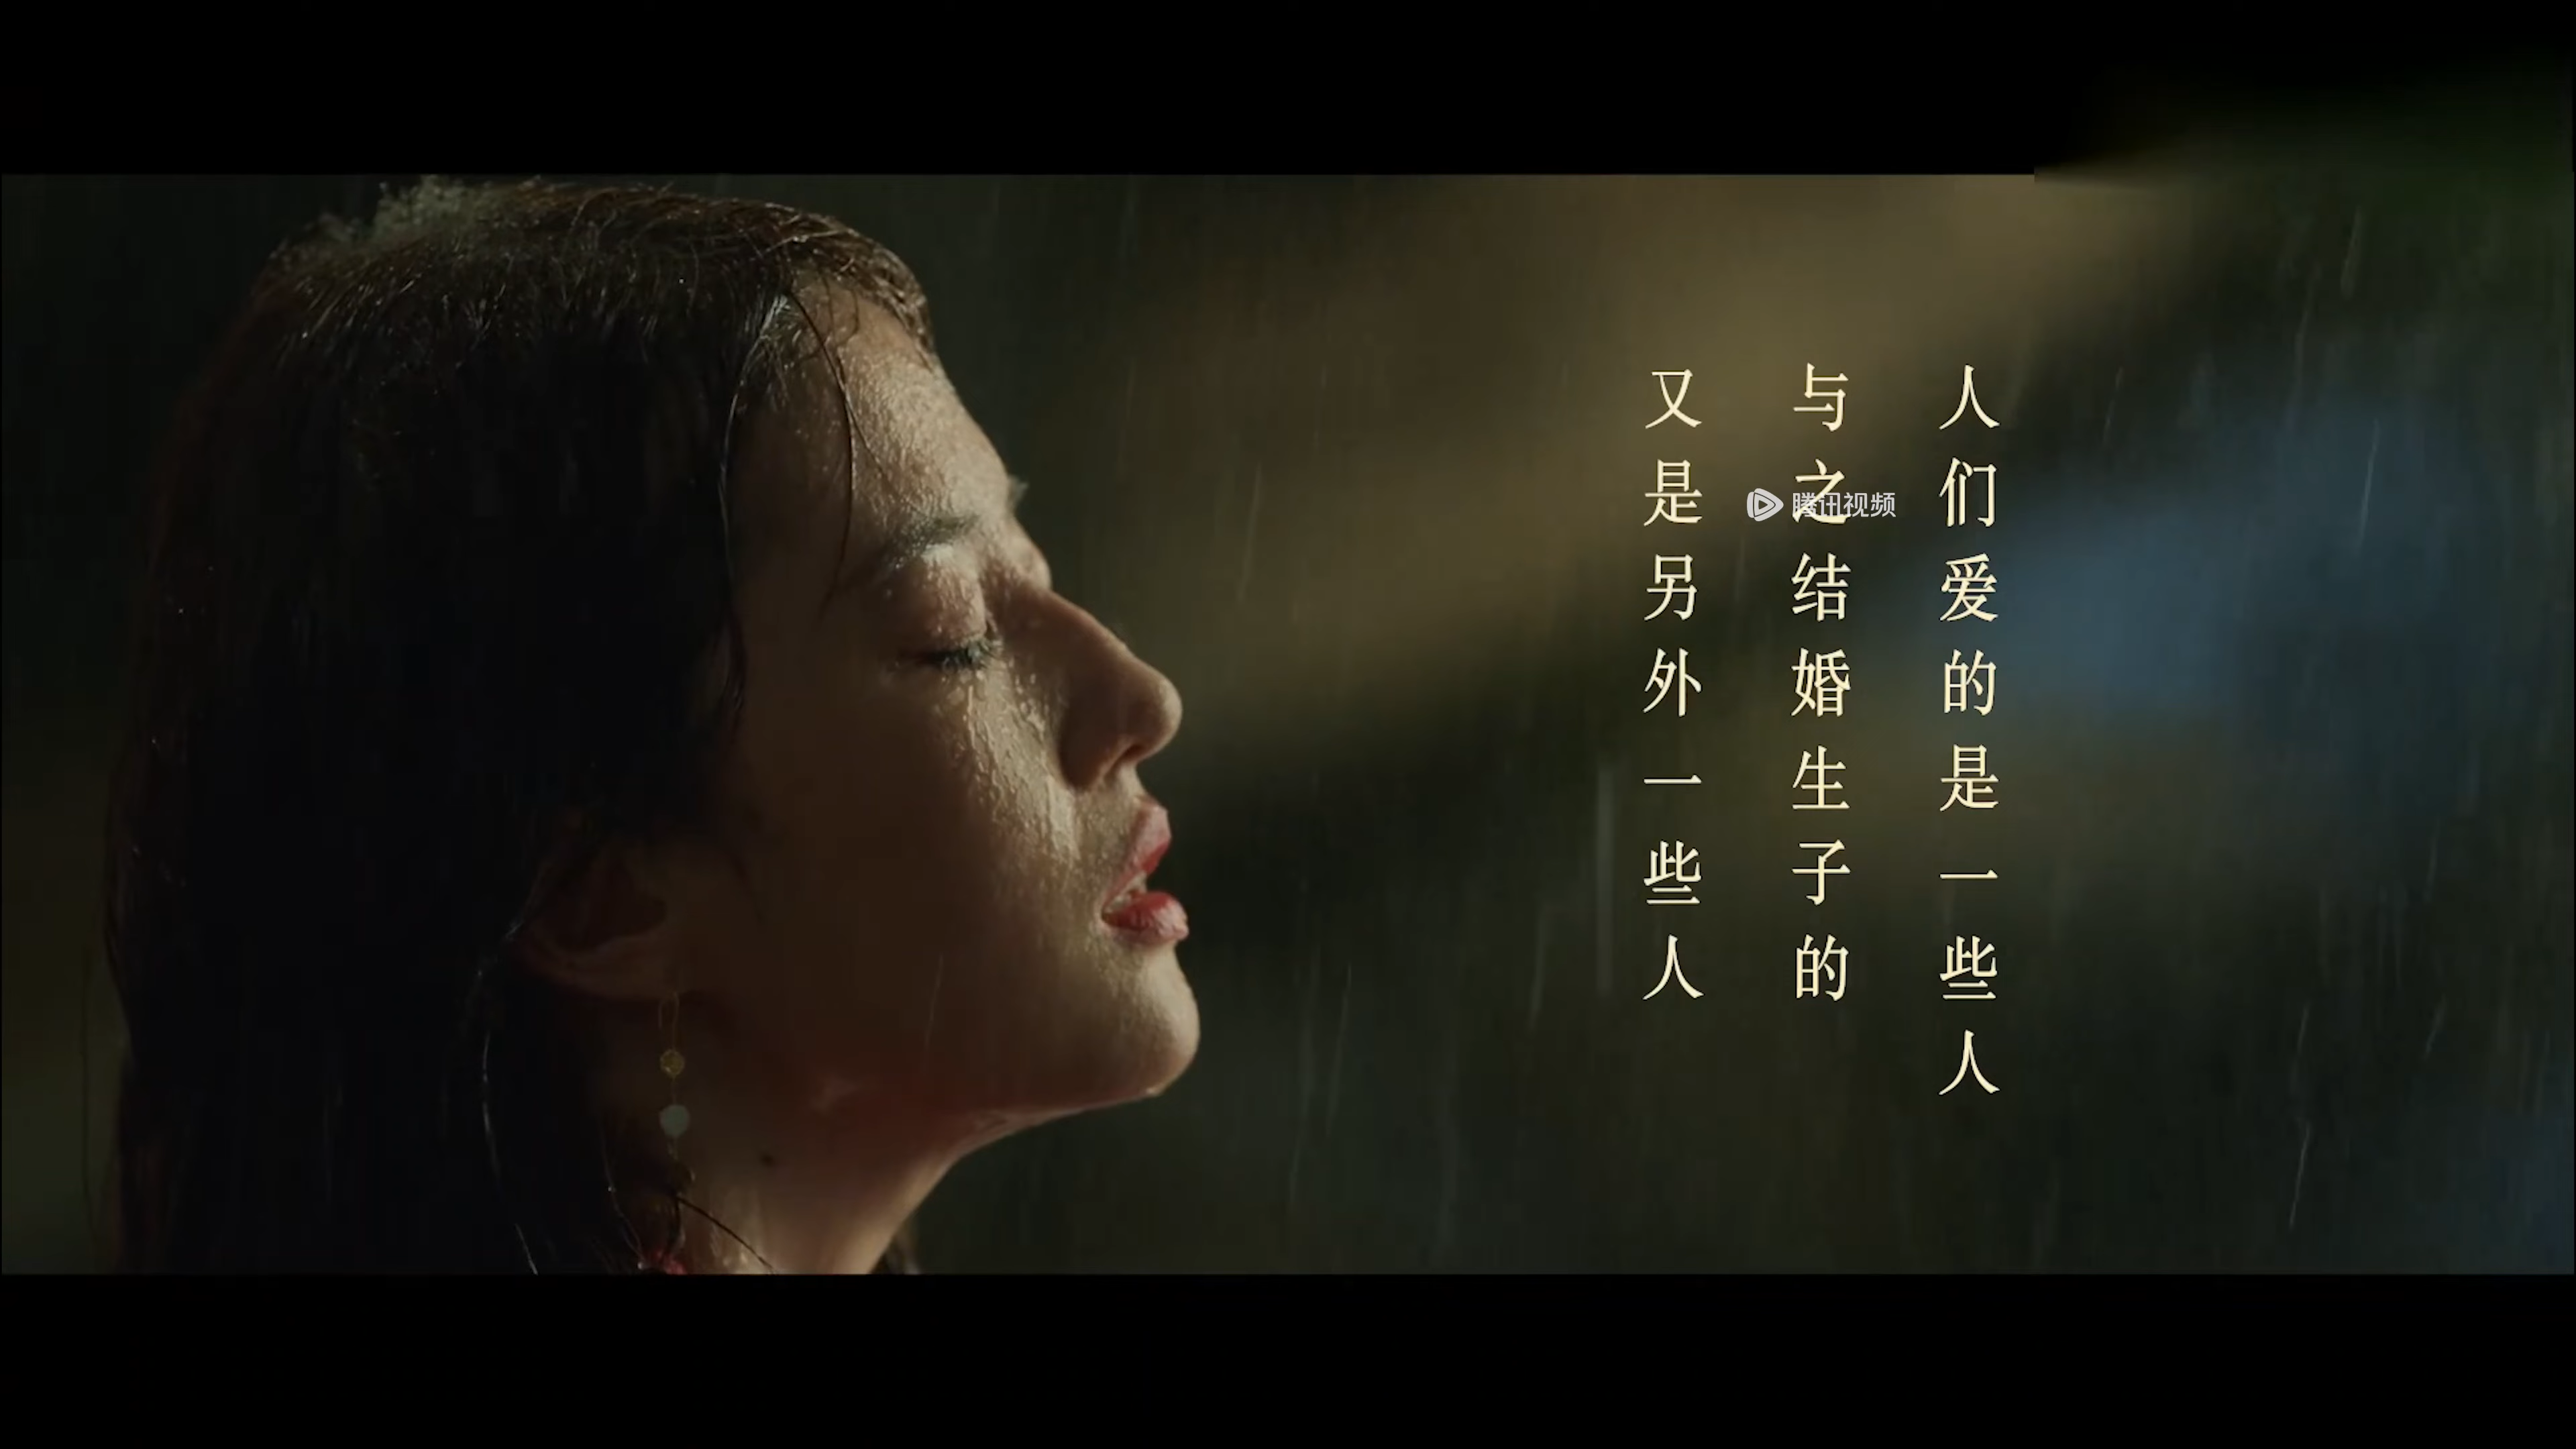 人们爱的是一些人
与之结婚生子的
又是另外一些人
腾讯视频